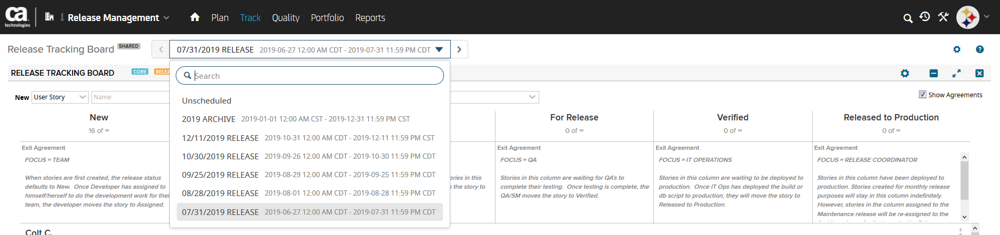 ca
technologies
Release Management
Plan Track Quality Portfolio Reports
Release Tracking Board SHARED
07/31/2019 RELEASE 2019-06-27 12:00 AM CDT - 2019-07-31 11:59 PM CDT
RELEASE TRACKING BOARD CORE RELEA
Search
New User Story Name
Show Agreements
Unscheduled
2019 ARCHIVE 2019-01-01 12:00 AM CST - 2019-12-31 11:59 PM CST
12/11/2019 RELEASE 2019-10-31 12:00 AM CDT - 2019-12-11 11:59 PM CST
10/30/2019 RELEASE 2019-09-26 12:00 AM CDT - 2019-10-30 11:59 PM CDT
09/25/2019 RELEASE 2019-08-29 12:00 AM CDT - 2019-09-25 11:59 PM CDT
08/28/2019 RELEASE 2019-08-01 12:00 AM CDT - 2019-08-28 11:59 PM CDT
07/31/2019 RELEASE 2019-06-27 12:00 AM CDT - 2019-07-31 11:59 PM CDT
New
16 of ∞
Exit Agreement
FOCUS = TEAM
When stories are first created, the release status
defaults to New. Once Developer has assigned to
himself/herself to do the development work for thei
team, the developer moves the story to Assigned.
ories in this
s the story to
For Release
0 of ∞
Exit Agreement
FOCUS = QA
Stories in this column are waiting for QA's to
complete their testing. Once testing is complete, the
QA/SM moves the story to Verified.
Verified
0 of ∞
Exit Agreement
FOCUS = IT OPERATIONS
Stories in this column are waiting to be deployed to
production. Once IT Ops has deployed the build or
db script to production, they will move the story to
Released to Production.
Released to Production
0 of ∞
Exit Agreement
FOCUS = RELEASE COORDINATOR
Stories in this column have been deployed to
production. Stories created for monthly release
purposes will stay in this column indefinitely.
However, stories in the column assigned to the
Maintenance release will be re-assigned to the
Colt C.